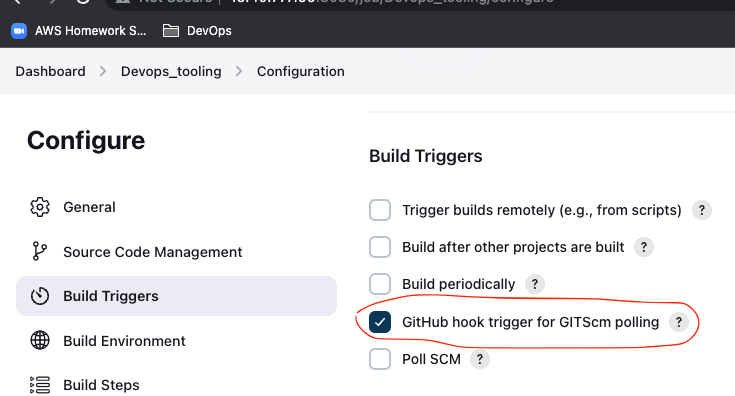 AWS Homework S... DevOps
Dashboard > Devops_tooling > Configuration
Configure
General
Source Code Management
Build Triggers
Build Environment
Build Steps
Build Triggers
Trigger builds remotely (e.g., from scripts) ?
Build after other projects are built ?
Build periodically ?
GitHub hook trigger for GITScm polling ?
Poll SCM ?